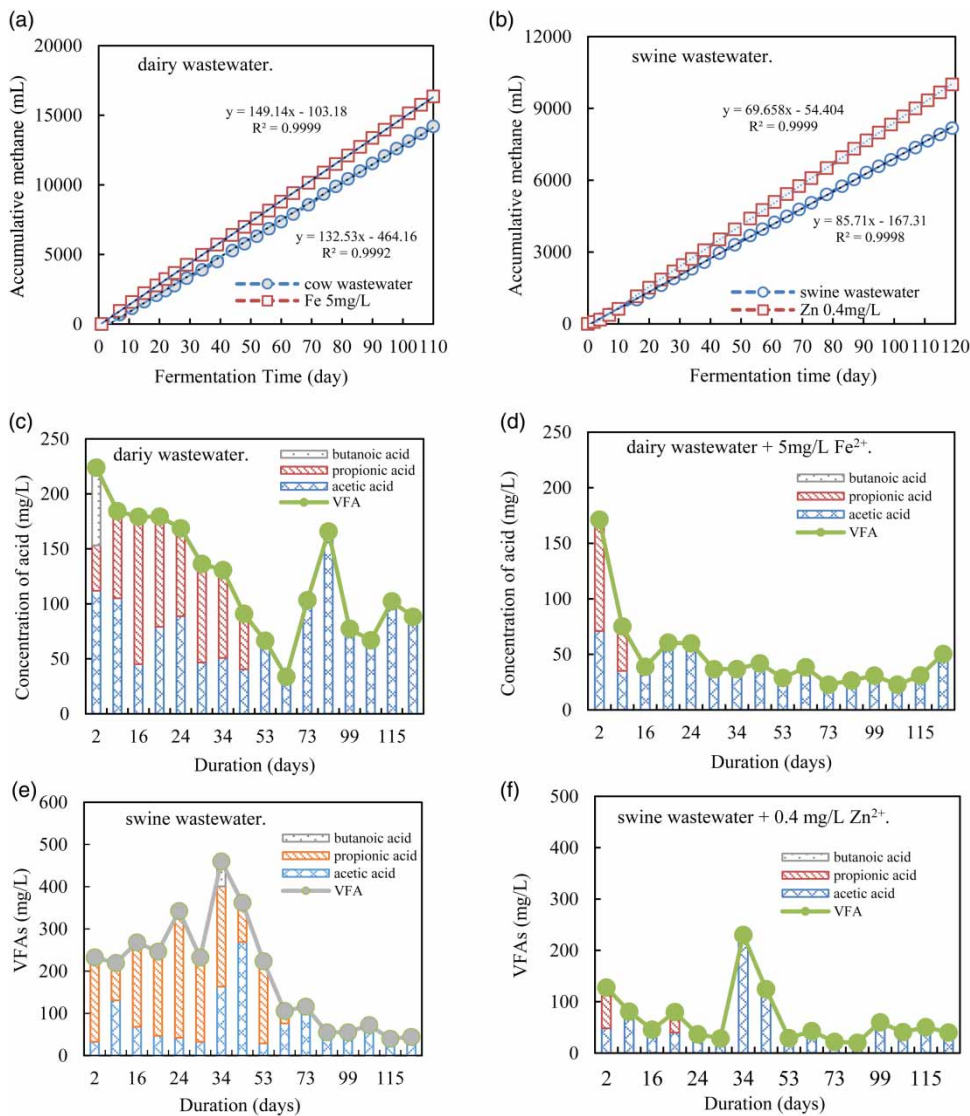 (a)
20000
15000
10000
5000
0
Accumulative methane (mL)
dairy wastewater.
y = 149.14x - 103.18
R² = 0.9999
y = 132.53x - 464.16
R² = 0.9992
cow wastewater
Fe 5mg/L
0 10 20 30 40 50 60 70 80 90 100 110
Fermentation Time (day)
(b)
12000
9000
6000
3000
0
Accumulative methane (mL)
swine wastewater.
y = 69.658x - 54.404
R² = 0.9999
y = 85.71x - 167.31
R² = 0.9998
swine wastewater
Zn 0.4mg/L
0 10 20 30 40 50 60 70 80 90 100 110 120
Fermentation time (day)
(c)
250
200
150
100
50
0
Concentration of acid (mg/L)
dariy wastewater.
butanoic acid
propionic acid
acetic acid
VFA
2 16 24 34 53 73 99 115
Duration (days)
(d)
250
200
150
100
50
0
Concentration of acid (mg/L)
dairy wastewater + 5mg/L Fe²⁺.
butanoic acid
propionic acid
acetic acid
VFA
2 16 24 34 53 73 99 115
Duration (days)
(e)
600
500
400
300
200
100
0
VFAs (mg/L)
swine wastewater.
butanoic acid
propionic acid
acetic acid
VFA
2 16 24 34 53 73 99 115
Duration (days)
(f)
500
400
300
200
100
0
VFAs (mg/L)
swine wastewater + 0.4 mg/L Zn²⁺.
butanoic acid
propionic acid
acetic acid
VFA
2 16 24 34 53 73 99 115
Duration (days)